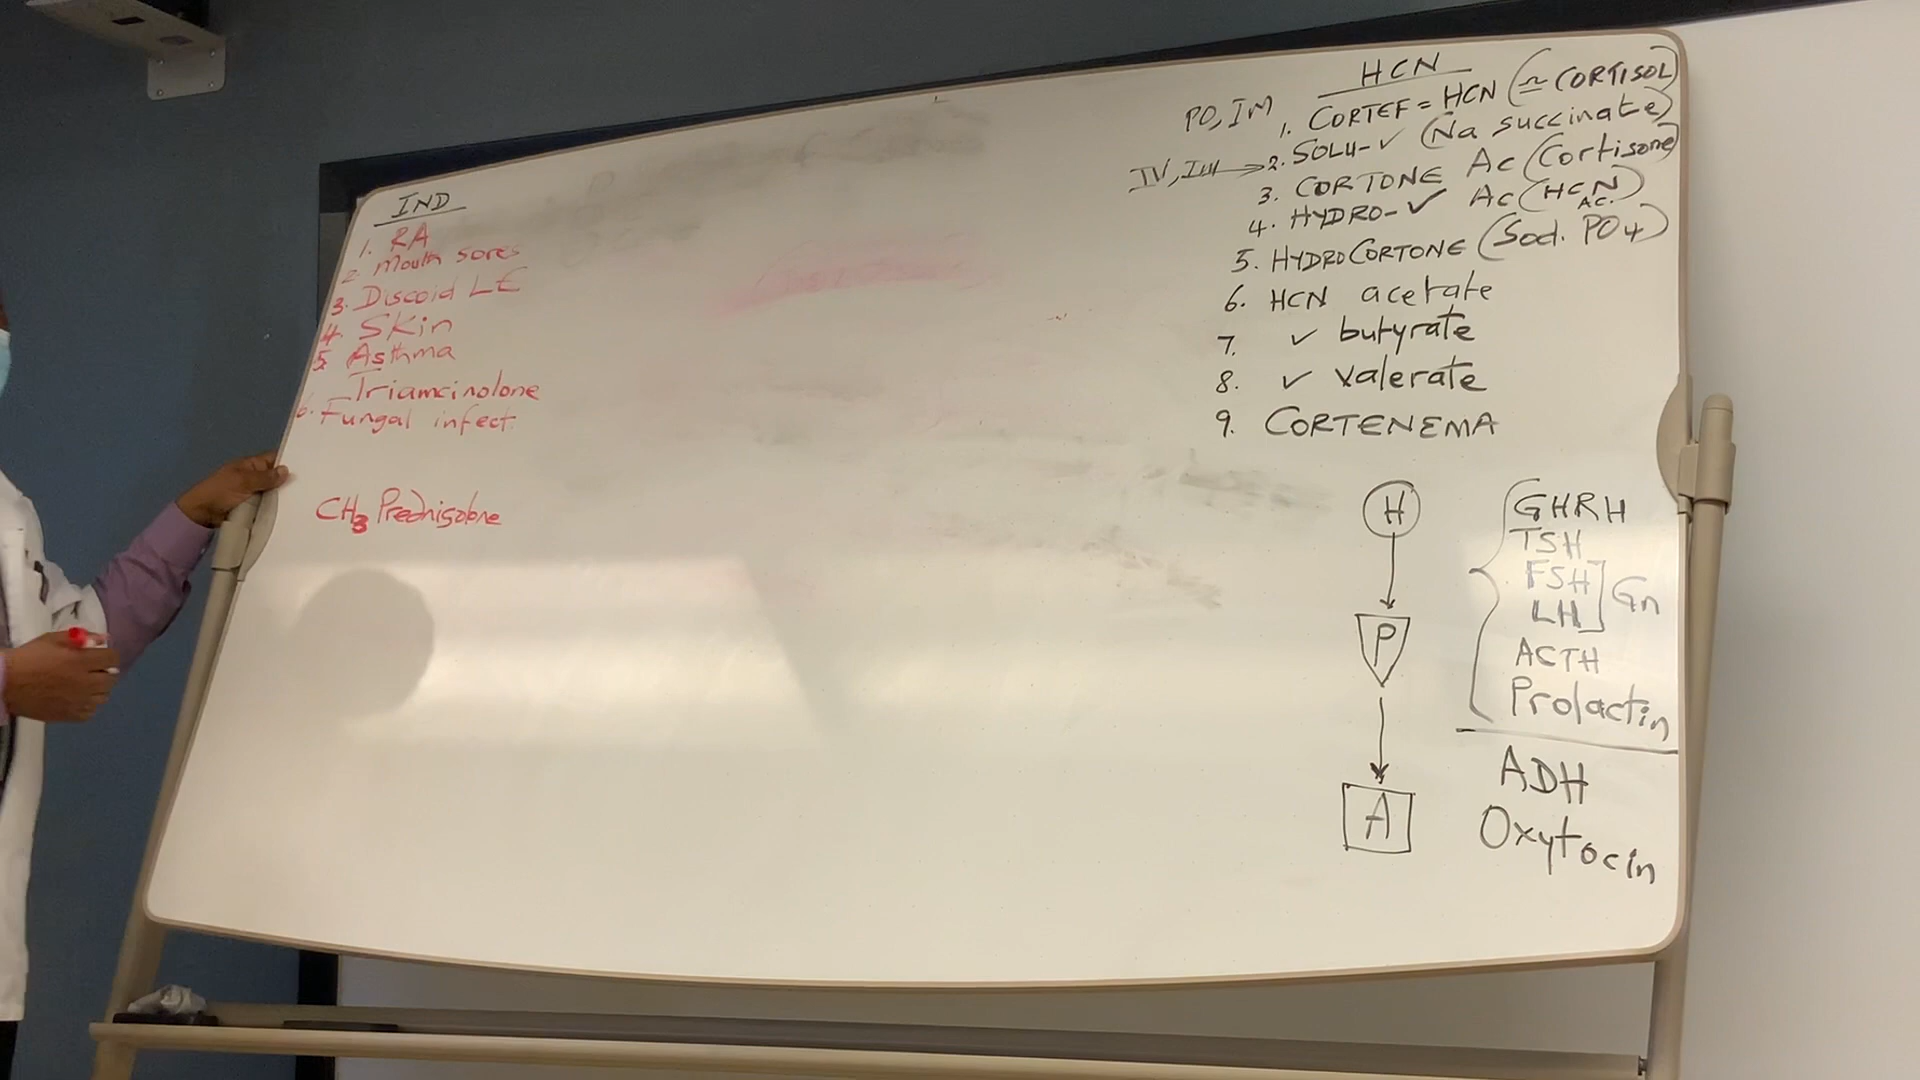 IND
1. RA
2. Mouth sores
3. Discoid LE
4. Skin
5. Asthma
Triamcinolone
6. Fungal infect.
CH3 Prednisolone
HCN
PO, IM 1. CORTEF = HCN (≃ CORTISOL)
IV, IM → 2. SOLU- ✓ (Na succinate)
3. CORTONE Ac (Cortisone)
4. HYDRO- ✓ Ac (HCN AC.)
5. HYDROCORTONE (Sod. PO4)
6. HCN acetate
7. ✓ butyrate
8. ✓ valerate
9. CORTENEMA
H
P
A
GHRH
TSH
FSH
LH
Gn
ACTH
Prolactin
ADH
Oxytocin